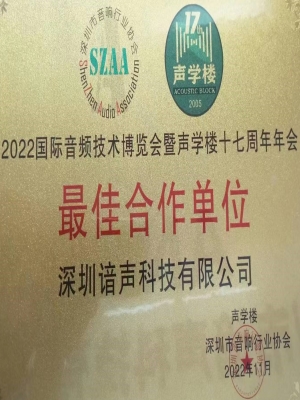 深圳市音响行业协会
SZAA
ShenZhen Audio Association
17th
声学楼
ACOUSTIC BLOCK
2005
2022国际音频技术博览会暨声学楼十七周年年会
最佳合作单位
深圳谙声科技有限公司
声学楼
深圳市音响行业协会
2022年11月